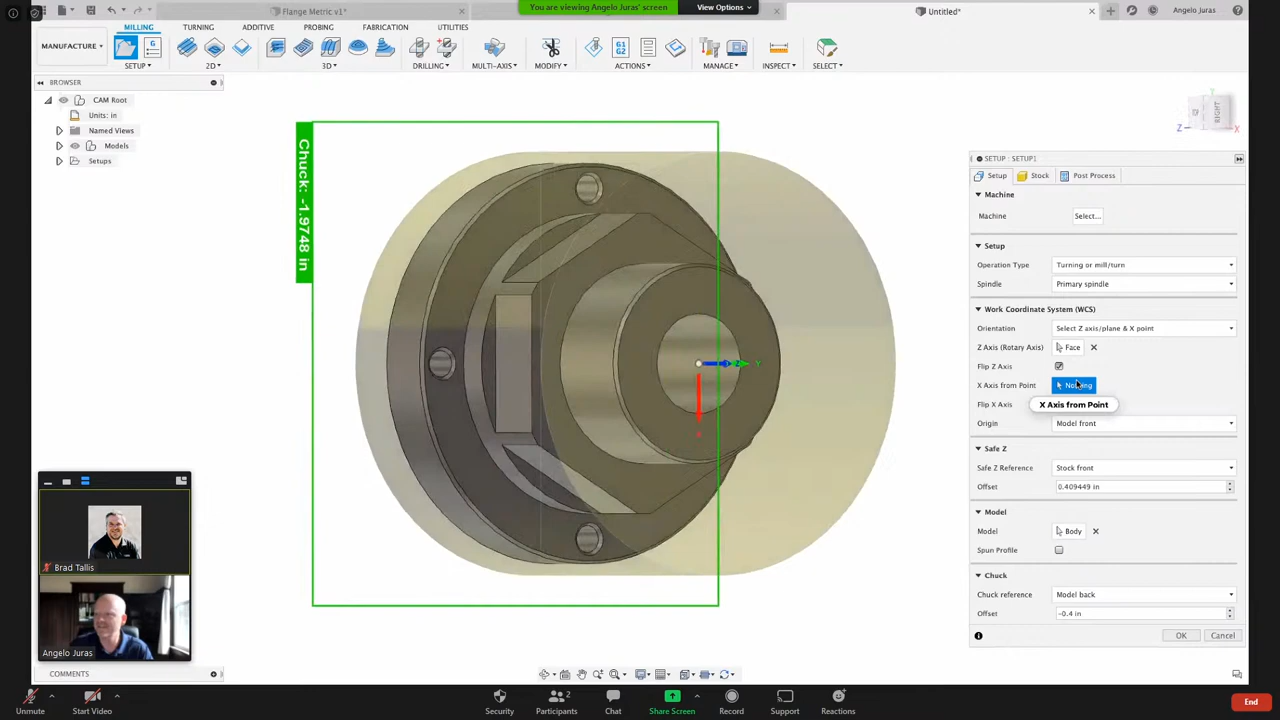 Flange Metric v1*
You are viewing Angelo Juras' screen
View Options
Untitled*
Angelo Juras
MILLING
TURNING
ADDITIVE
PROBING
FABRICATION
UTILITIES
MANUFACTURE
SETUP
2D
3D
DRILLING
MULTI-AXIS
MODIFY
G1
G2
ACTIONS
MANAGE
INSPECT
SELECT
BROWSER
CAM Root
Units: in
Named Views
Models
Setups
Chuck: -1.9748 in
Z
Y
X
RIGHT
Y
Z
X
SETUP : SETUP1
Setup
Stock
Post Process
Machine
Machine
Select...
Setup
Operation Type
Turning or mill/turn
Spindle
Primary spindle
Work Coordinate System (WCS)
Orientation
Select Z axis/plane & X point
Z Axis (Rotary Axis)
Face
Flip Z Axis
X Axis from Point
Nothing
X Axis from Point
Flip X Axis
Origin
Model front
Safe Z
Safe Z Reference
Stock front
Offset
0.409449 in
Model
Model
Body
Spun Profile
Chuck
Chuck reference
Model back
Offset
-0.4 in
OK
Cancel
Brad Tallis
Angelo Juras
COMMENTS
Unmute
Start Video
Security
2
Participants
Chat
Share Screen
Record
Support
Reactions
End